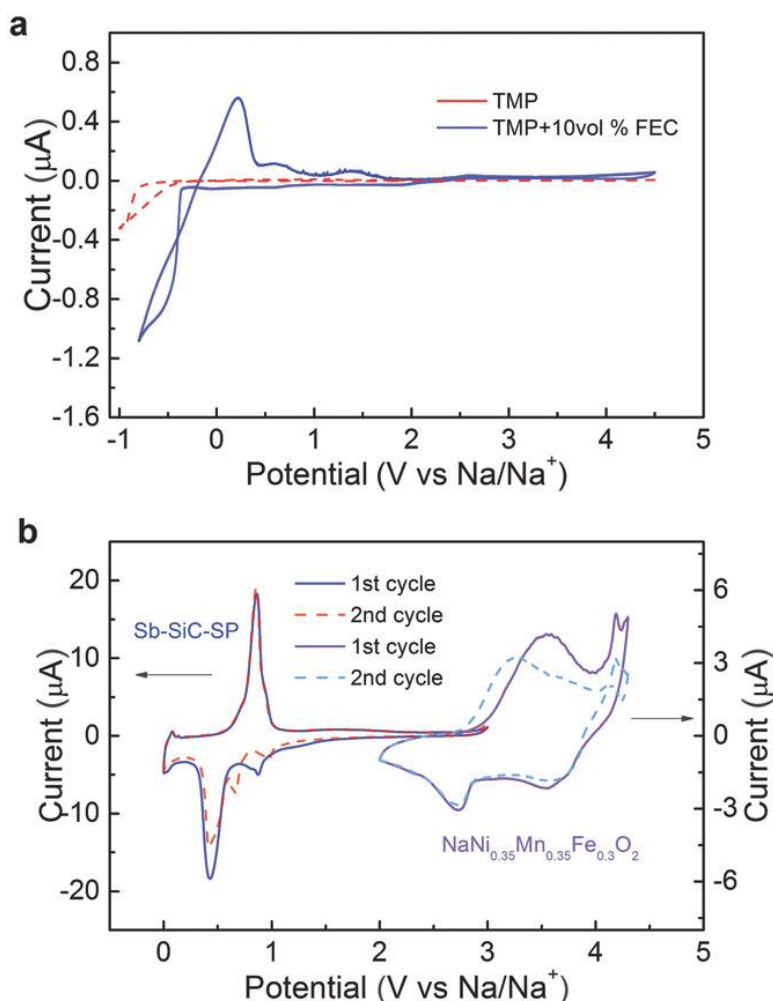 a
0.8
0.4
0.0
-0.4
-0.8
-1.2
-1.6
Current (μA)
TMP
TMP+10vol % FEC
-1 0 1 2 3 4 5
Potential (V vs Na/Na⁺)
b
20
10
0
-10
-20
Current (μA)
Sb-SiC-SP
1st cycle
2nd cycle
1st cycle
2nd cycle
NaNi₀.₃₅Mn₀.₃₅Fe₀.₃O₂
6
3
0
-3
-6
Current (μA)
0 1 2 3 4 5
Potential (V vs Na/Na⁺)